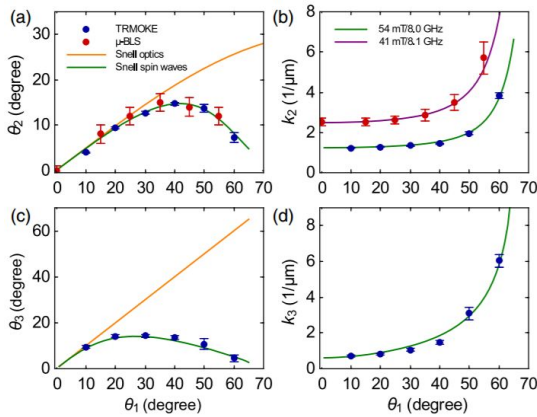 (a)
TRMOKE
μ-BLS
Snell optics
Snell spin waves
θ2 (degree)
30
20
10
0
0 10 20 30 40 50 60 70
(b)
54 mT/8.0 GHz
41 mT/8.1 GHz
k2 (1/μm)
8
6
4
2
0
0 10 20 30 40 50 60 70
(c)
θ3 (degree)
60
40
20
0
0 10 20 30 40 50 60 70
θ1 (degree)
(d)
k3 (1/μm)
8
6
4
2
0
0 10 20 30 40 50 60 70
θ1 (degree)